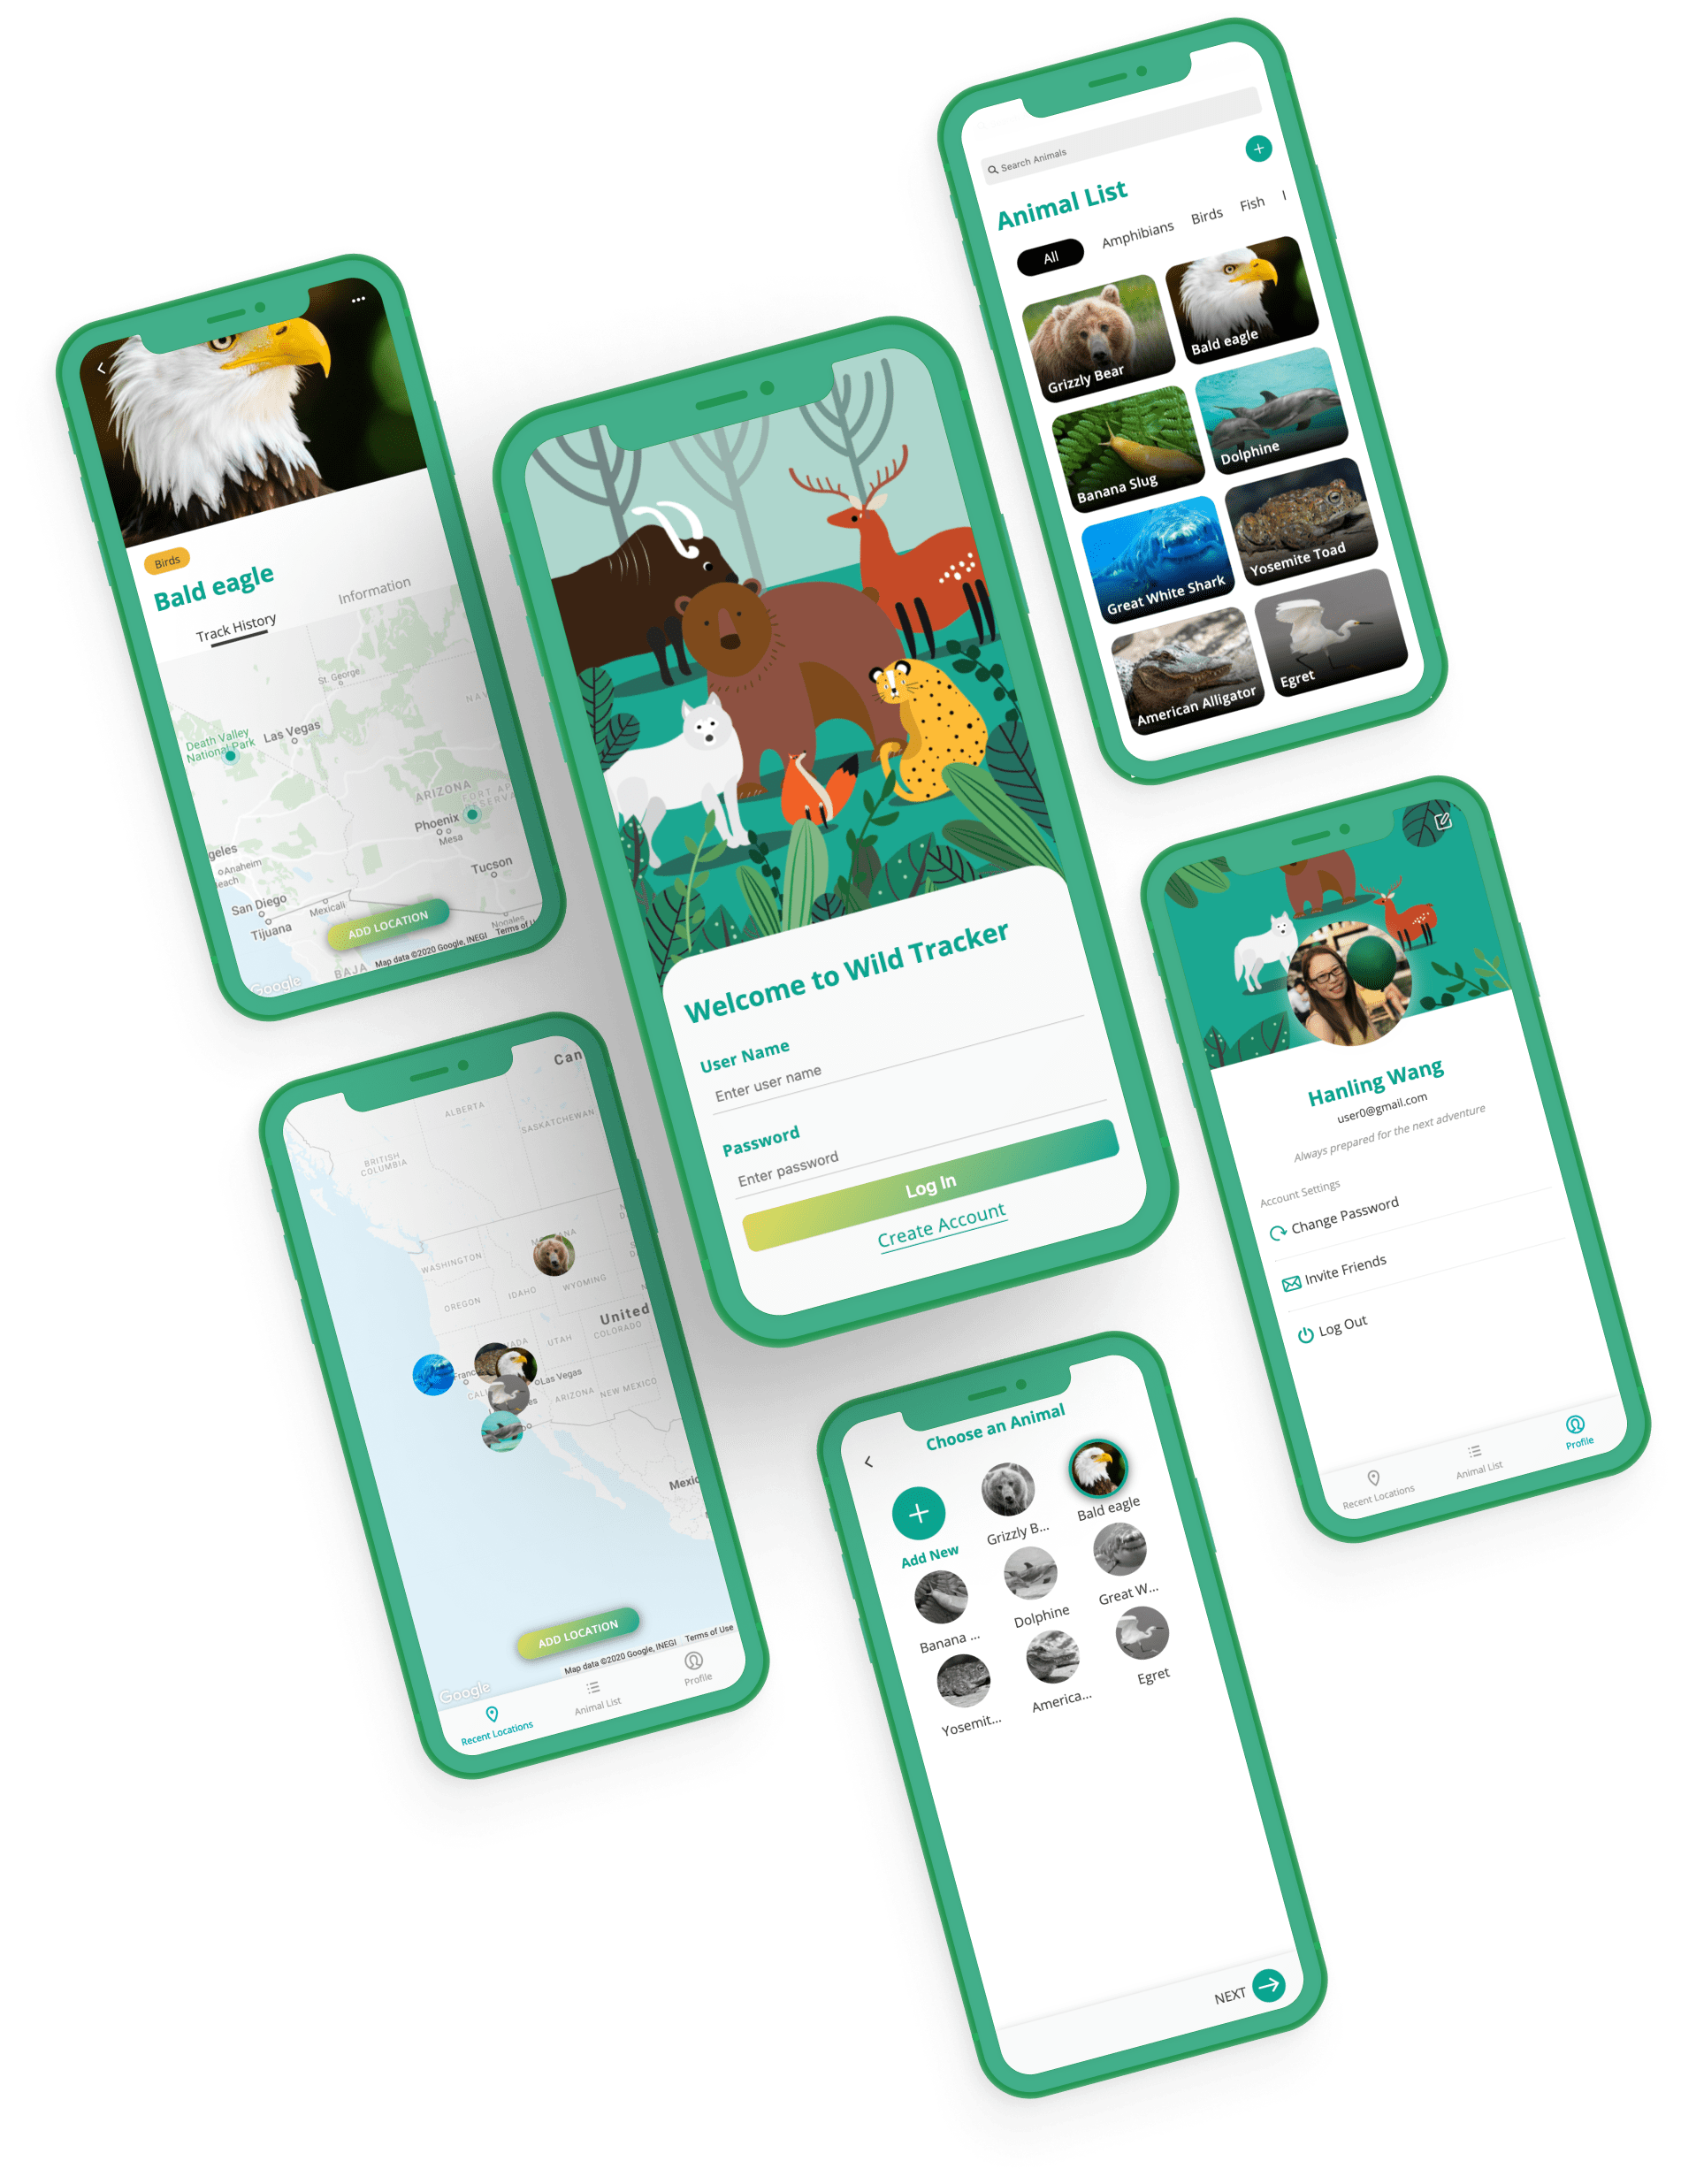 Search Animals
Animal List
All Amphibians Birds Fish
Grizzly Bear
Bald eagle
Banana Slug
Dolphine
Great White Shark
Yosemite Toad
American Alligator
Egret
Birds
Bald eagle
Track History Information
St. George
Death Valley
National Park
Las Vegas
ARIZONA
Phoenix
Mesa
Tucson
geles
Anaheim
each
San Diego
Tijuana
Mexicali
Nogales
BAJA
ADD LOCATION
Google
Map data ©2020 Google, INEGI
Welcome to Wild Tracker
User Name
Enter user name
Password
Enter password
Log In
Create Account
Hanling Wang
user0@gmail.com
Always prepared for the next adventure
Account Settings
Change Password
Invite Friends
Log Out
Recent Locations
Animal List
Profile
Can
ALBERTA
SASKATCHEWAN
BRITISH
COLUMBIA
WASHINGTON
OREGON
IDAHO
WYOMING
United
UTAH
COLORADO
Las Vegas
ARIZONA
NEW MEXICO
Mexic
ADD LOCATION
Google
Map data ©2020 Google, INEGI Terms of Use
Recent Locations
Animal List
Profile
Choose an Animal
Add New
Grizzly B...
Bald eagle
Banana ...
Dolphine
Great W...
Yosemit...
America...
Egret
NEXT